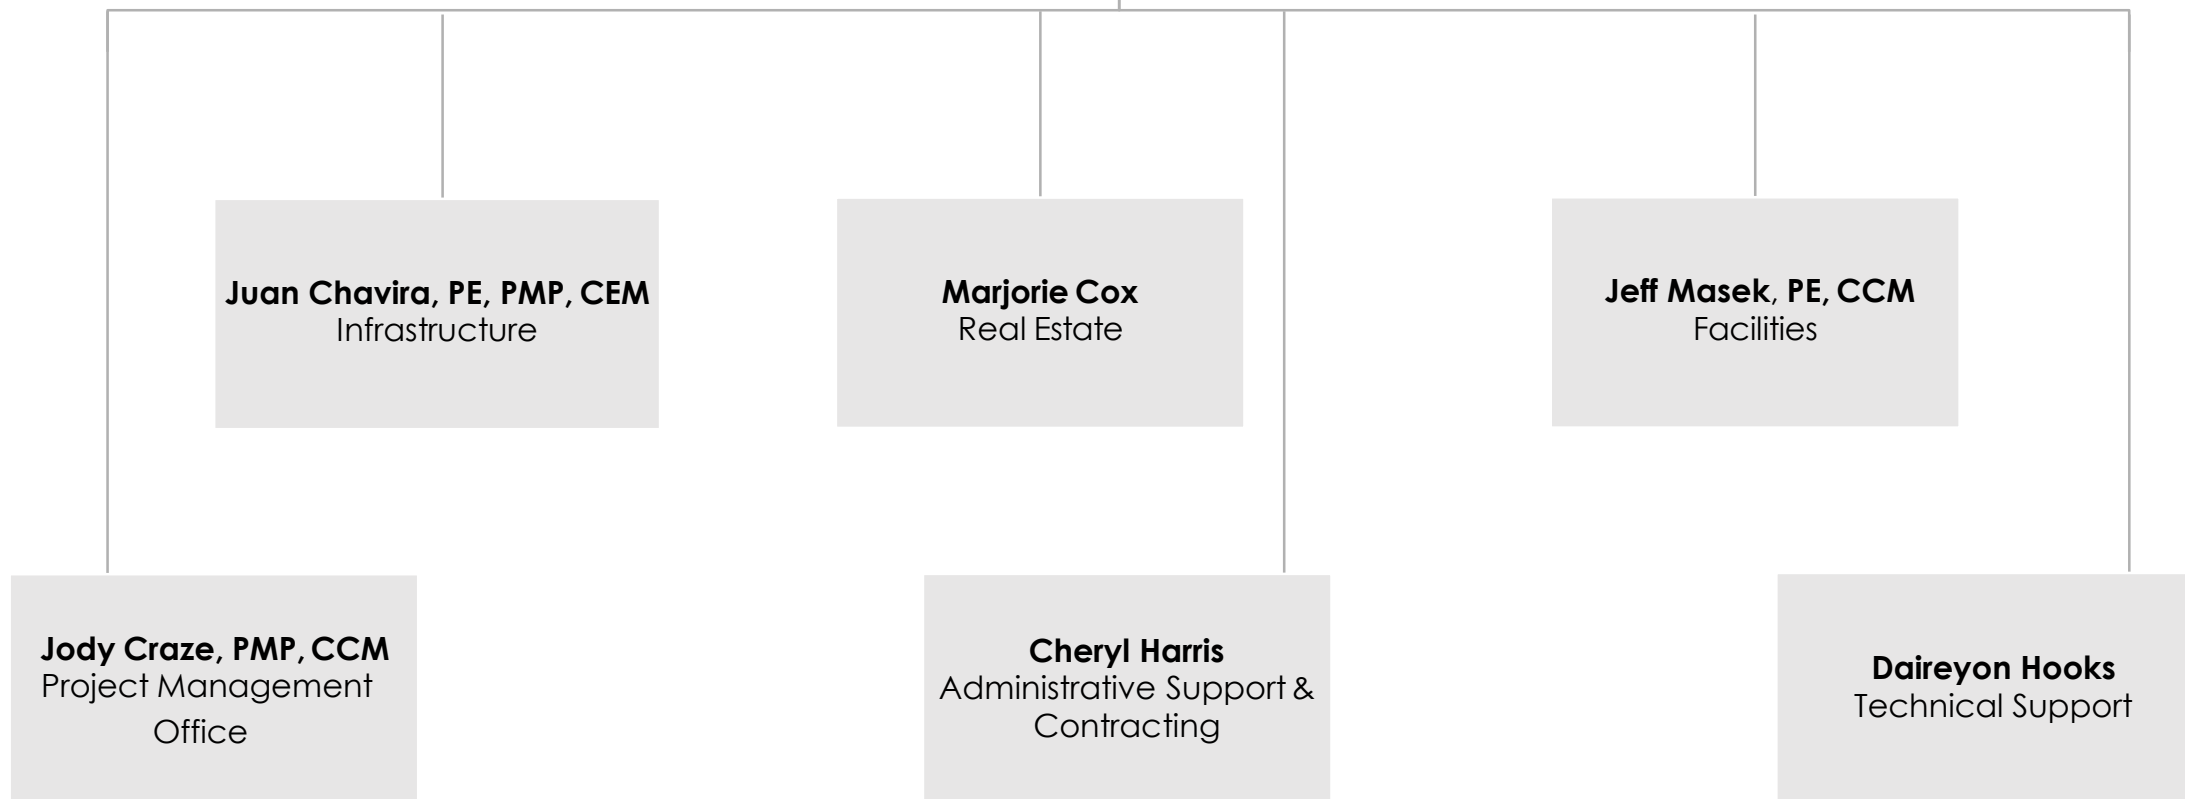 Juan Chavira, PE, PMP, CEM
Infrastructure
Marjorie Cox
Real Estate
Jeff Masek, PE, CCM
Facilities
Jody Craze, PMP, CCM
Project Management
Office
Cheryl Harris
Administrative Support &
Contracting
Daireyon Hooks
Technical Support